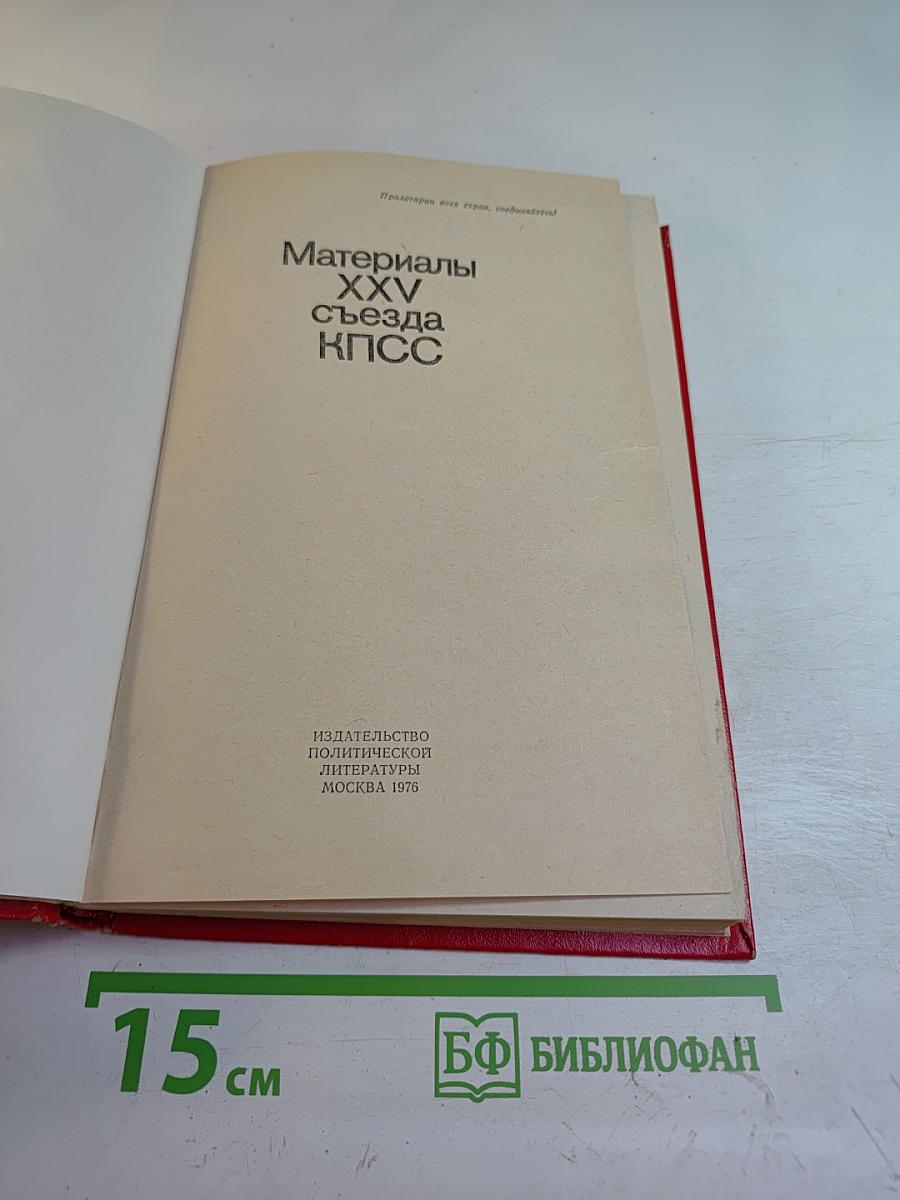 Пролетарии всех стран, соединяйтесь!
Материалы
XXV
съезда
КПСС
ИЗДАТЕЛЬСТВО
ПОЛИТИЧЕСКОЙ
ЛИТЕРАТУРЫ
МОСКВА 1976
15 см
БФ БИБЛИОФАН